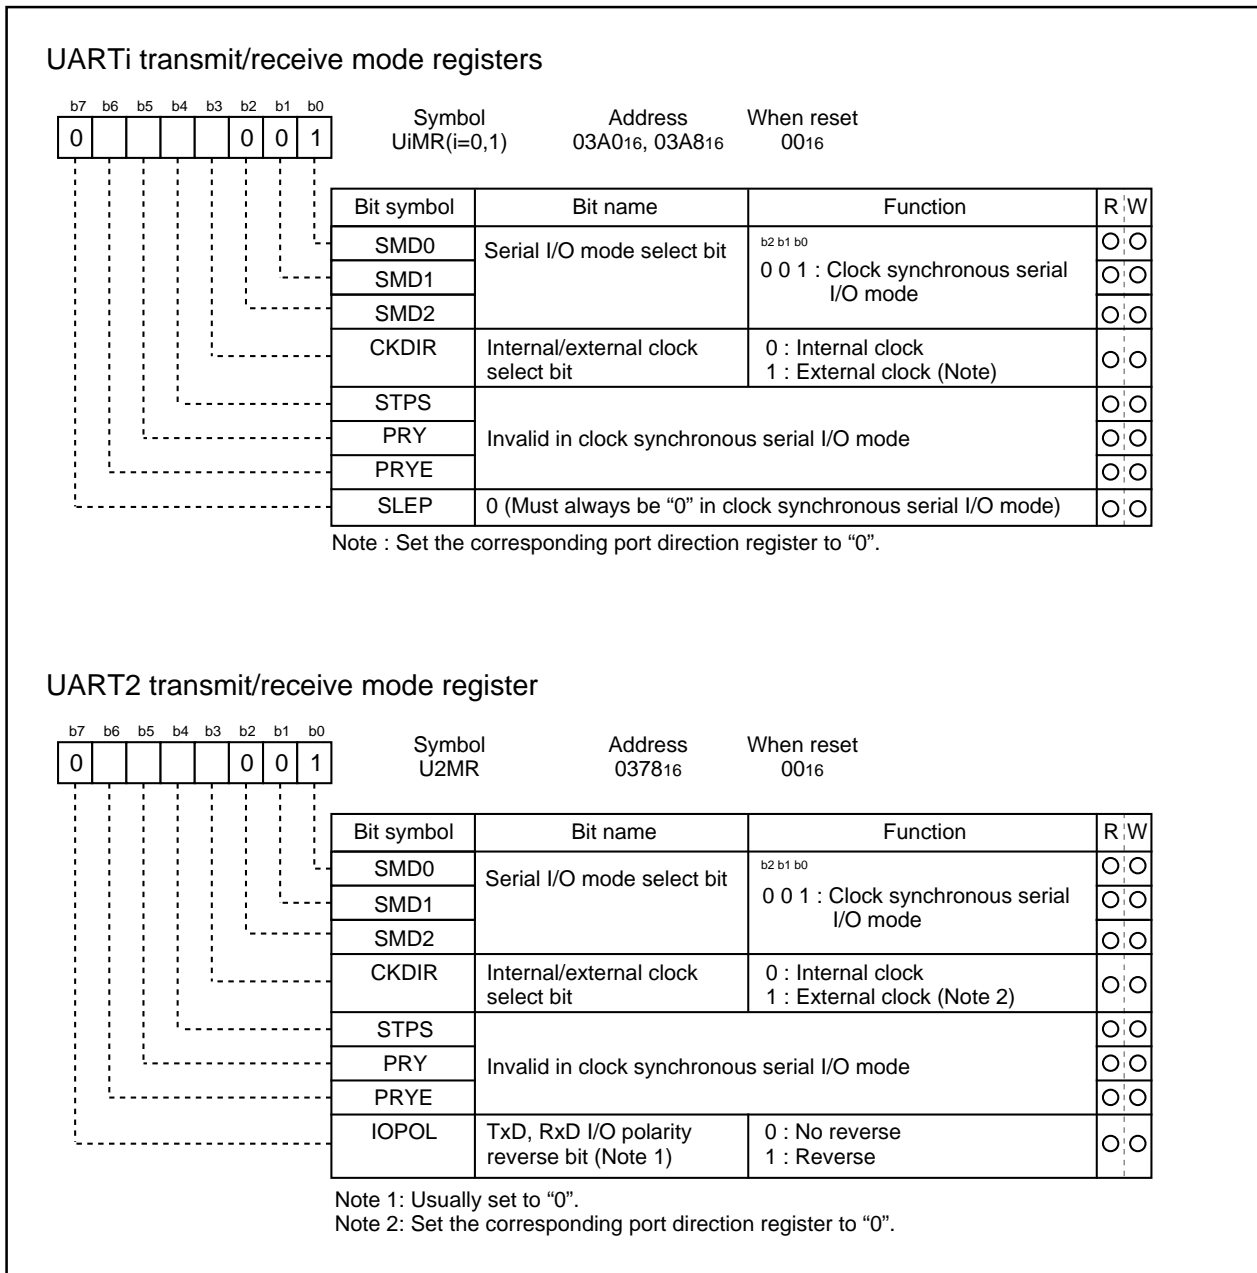 UARTi transmit/receive mode registers
b7 b6 b5 b4 b3 b2 b1 b0
0 0 0 1
Symbol Address When reset
UiMR(i=0,1) 03A016, 03A816 0016
Bit symbol Bit name Function R W
SMD0 Serial I/O mode select bit b2 b1 b0
SMD1 0 0 1 : Clock synchronous serial
I/O mode
SMD2
CKDIR Internal/external clock 0 : Internal clock
select bit 1 : External clock (Note)
STPS
PRY Invalid in clock synchronous serial I/O mode
PRYE
SLEP 0 (Must always be “0” in clock synchronous serial I/O mode)
Note : Set the corresponding port direction register to “0”.
UART2 transmit/receive mode register
b7 b6 b5 b4 b3 b2 b1 b0
0 0 0 1
Symbol Address When reset
U2MR 037816 0016
Bit symbol Bit name Function R W
SMD0 Serial I/O mode select bit b2 b1 b0
SMD1 0 0 1 : Clock synchronous serial
I/O mode
SMD2
CKDIR Internal/external clock 0 : Internal clock
select bit 1 : External clock (Note 2)
STPS
PRY Invalid in clock synchronous serial I/O mode
PRYE
IOPOL TxD, RxD I/O polarity 0 : No reverse
reverse bit (Note 1) 1 : Reverse
Note 1: Usually set to “0”.
Note 2: Set the corresponding port direction register to “0”.